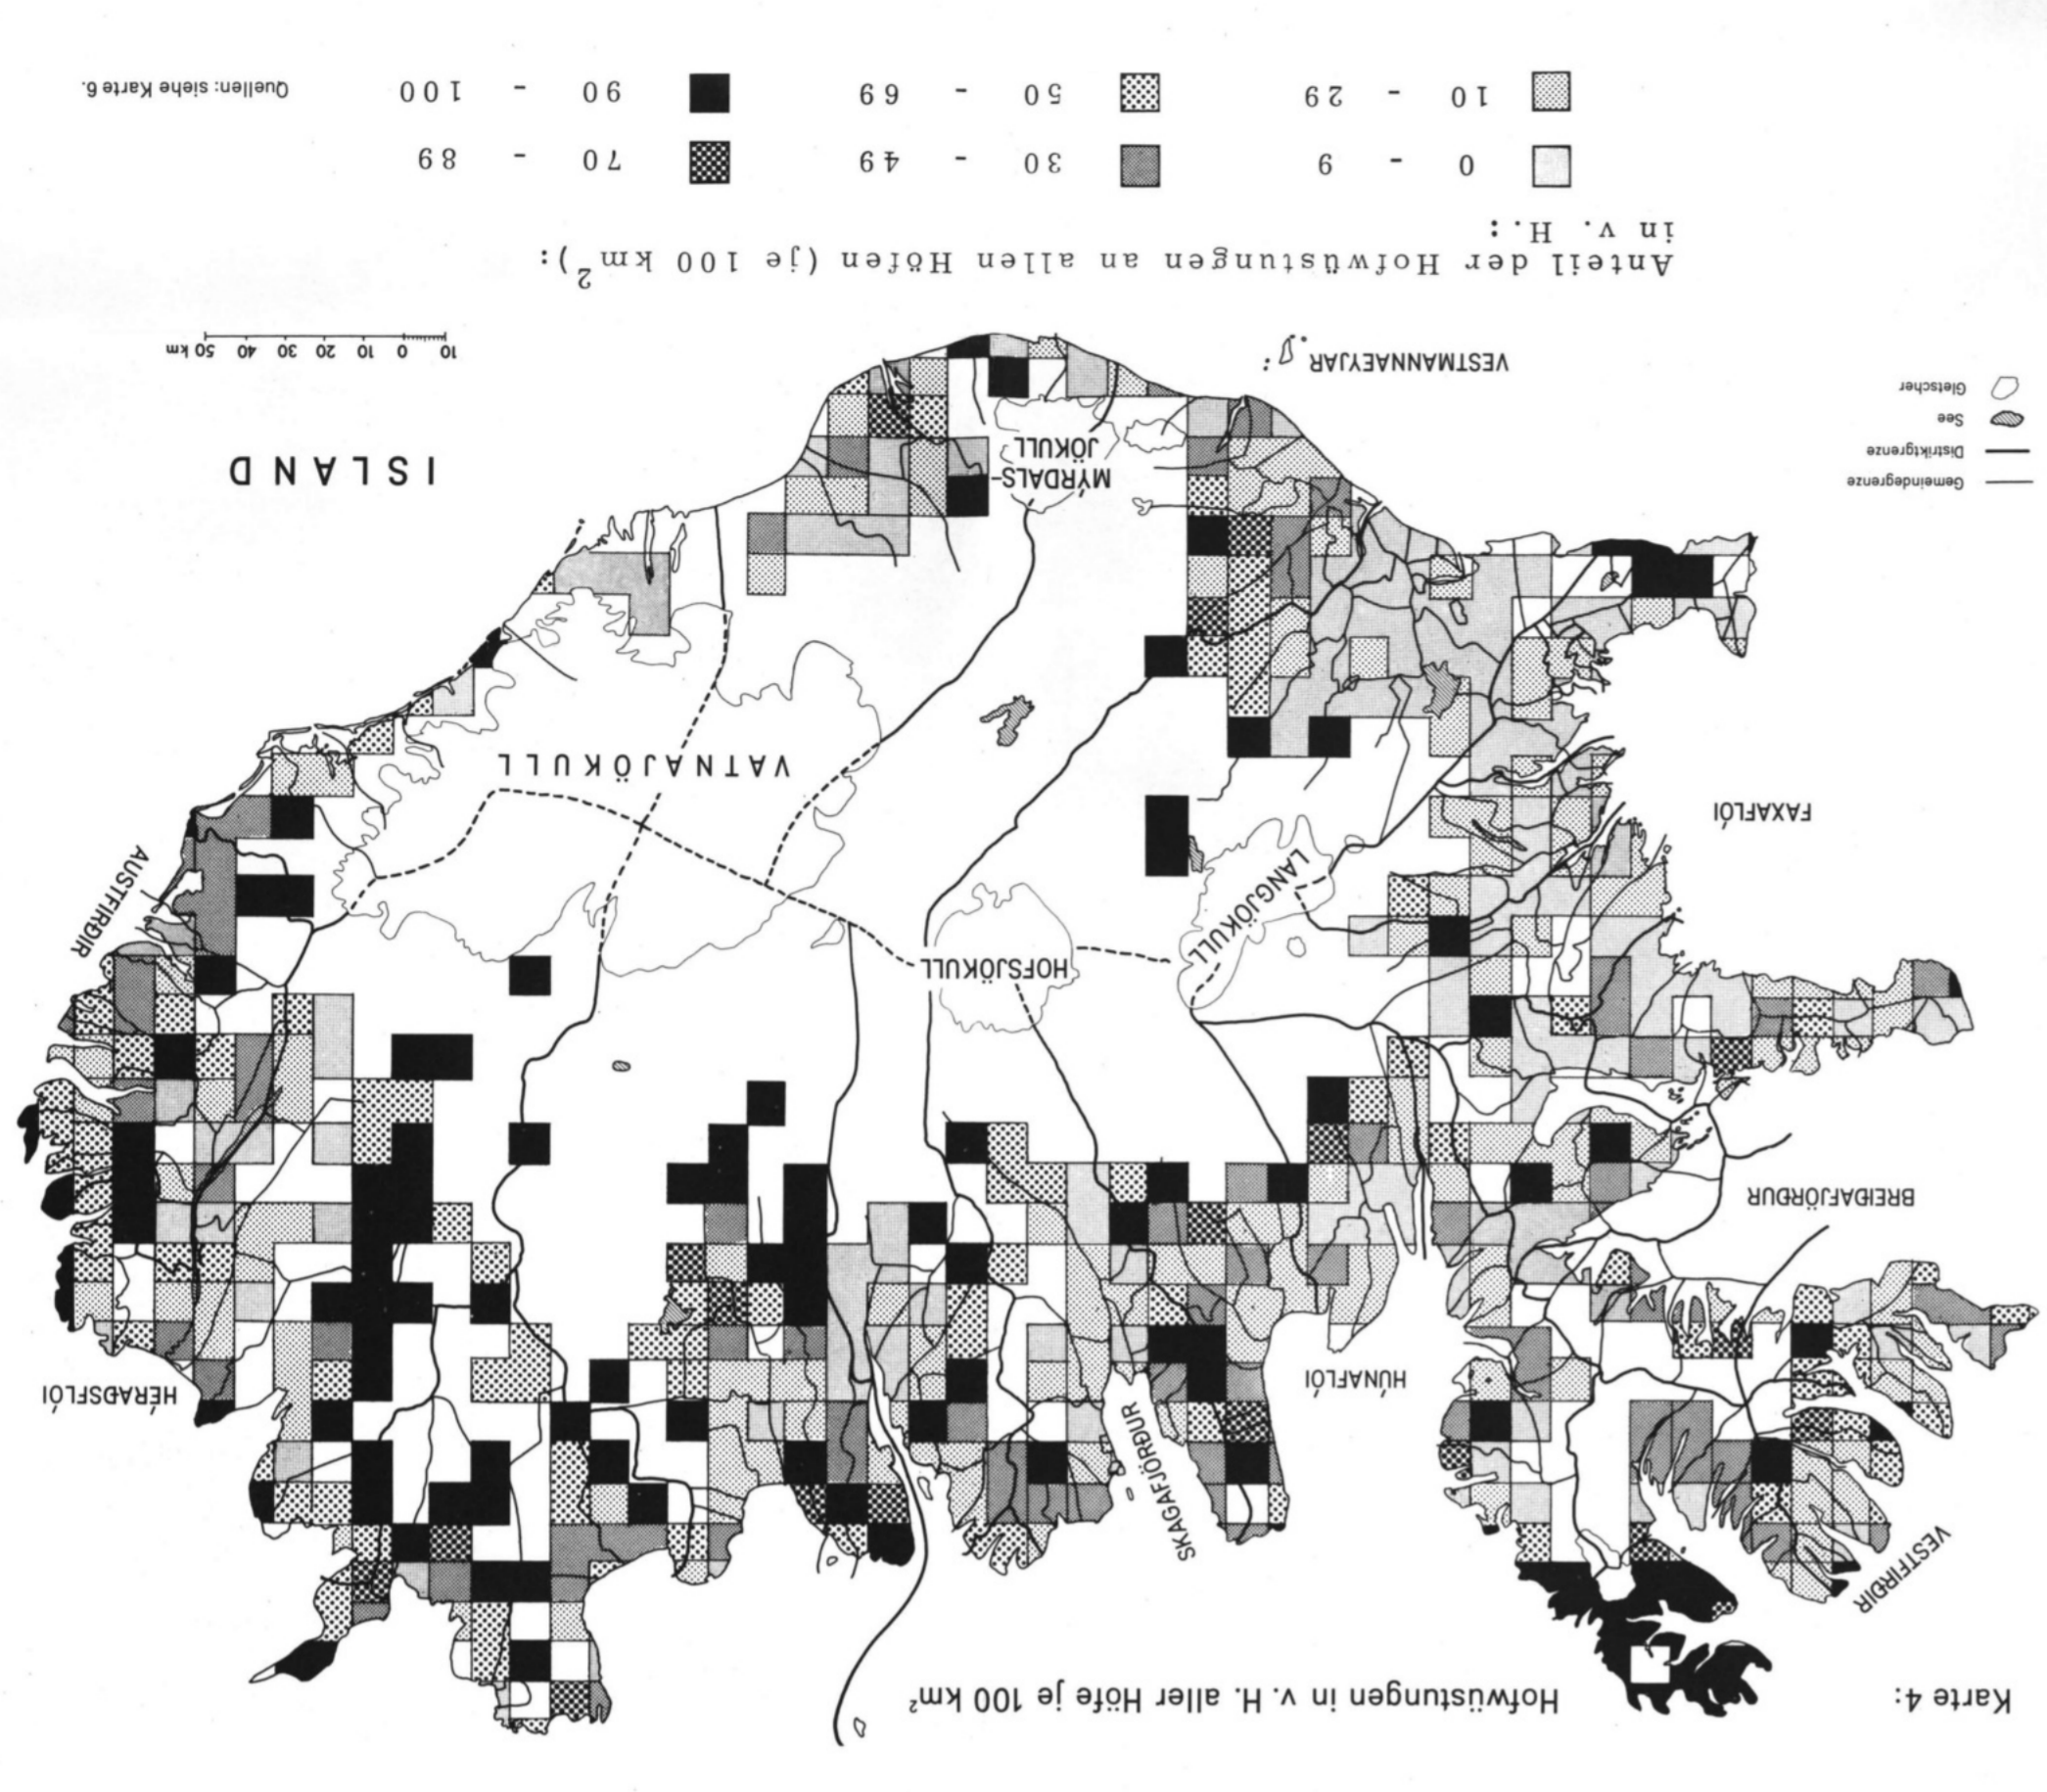 Karte 4:
Hofwüstungen in v. H. aller Höfe je 100 km²
VESTFIRÐIR
SKAGAFJÖRÐUR
HÚNAFLÓI
HÉRAÐSFLÓI
BREIÐAFJÖRÐUR
HOFSJÖKULL
LANGJÖKULL
AUSTFIRÐIR
FAXAFLÓI
VATNAJÖKULL
MÝRDALS-
JÖKULL
ISLAND
Gemeindegrenze
Distriktgrenze
See
Gletscher
VESTMANNAEYJAR
10 0 10 20 30 40 50 km
Anteil der Hofwüstungen an allen Höfen (je 100 km²):
in v. H.:
0 - 9
30 - 49
70 - 89
10 - 29
50 - 69
90 - 100
Quellen: siehe Karte 6.